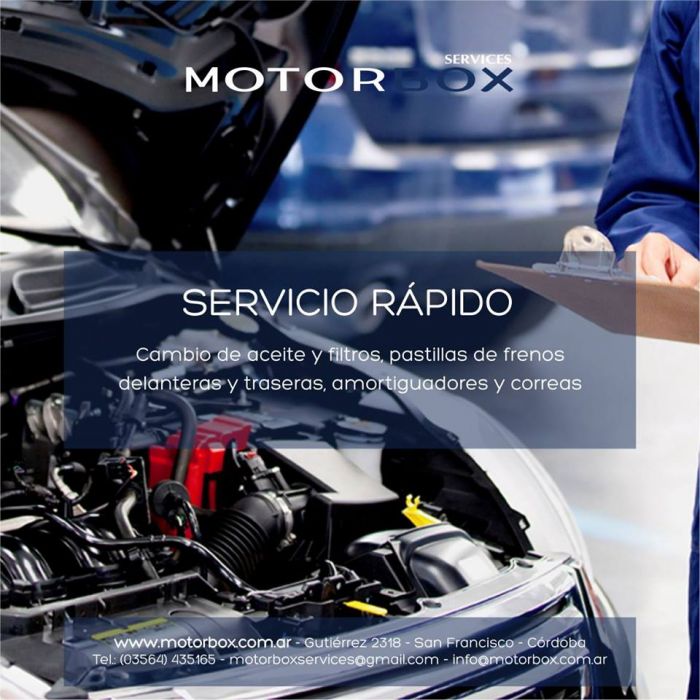 SERVICES
MOTORBOX
SERVICIO RÁPIDO
Cambio de aceite y filtros, pastillas de frenos
delanteras y traseras, amortiguadores y correas
www.motorbox.com.ar - Gutiérrez 2318 - San Francisco - Córdoba
Tel.: (03564) 435165 - motorboxservices@gmail.com - info@motorbox.com.ar